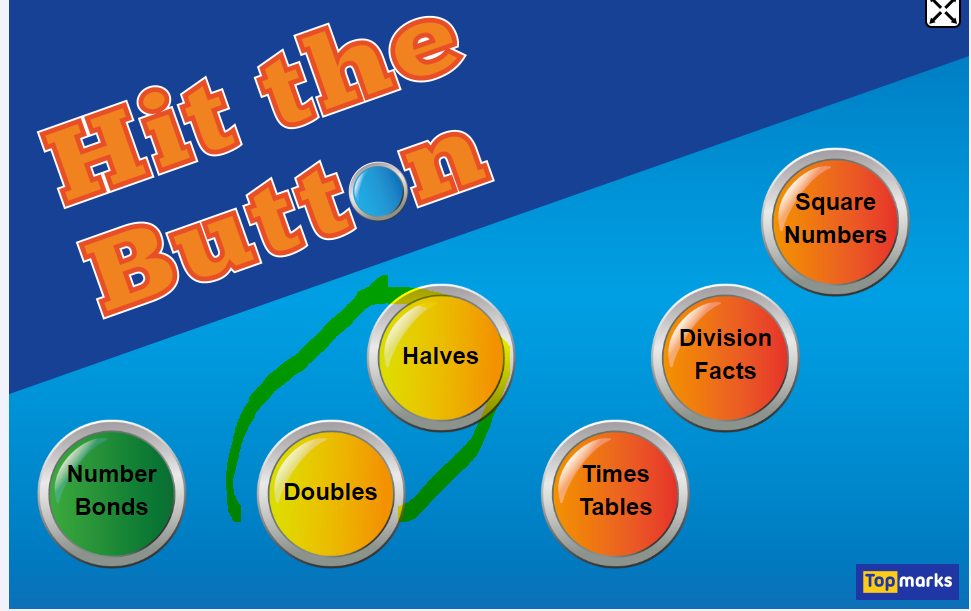 Hit the
Button
Square
Numbers
Halves
Division
Facts
Number
Bonds
Doubles
Times
Tables
Topmarks